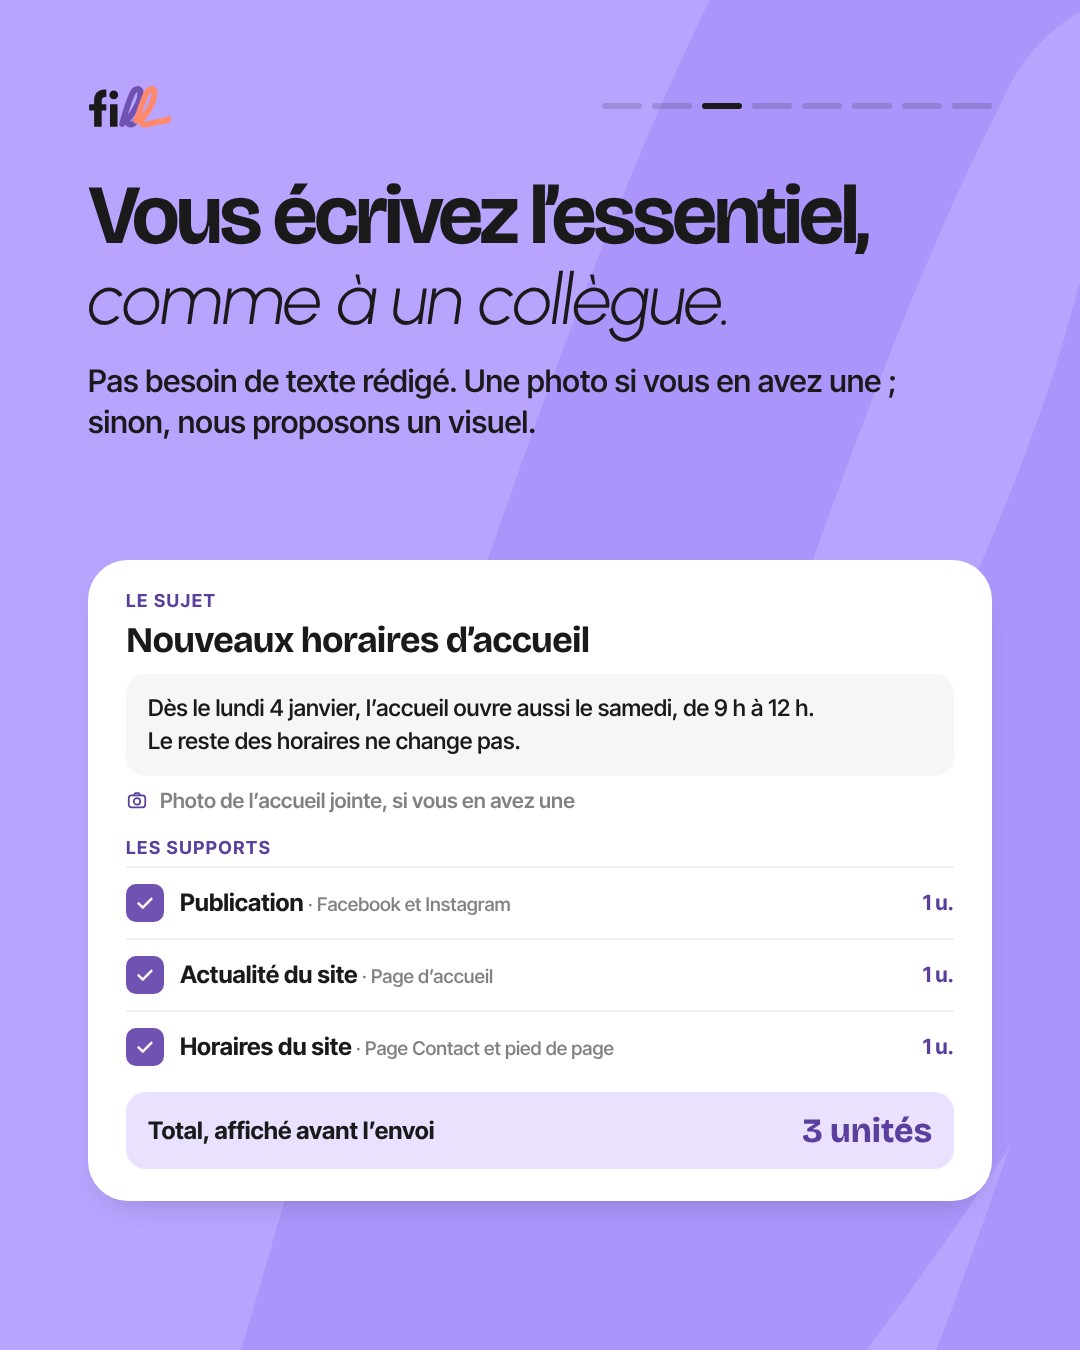 fill
Vous écrivez l’essentiel,
comme à un collègue.
Pas besoin de texte rédigé. Une photo si vous en avez une ;
sinon, nous proposons un visuel.
LE SUJET
Nouveaux horaires d’accueil
Dès le lundi 4 janvier, l’accueil ouvre aussi le samedi, de 9 h à 12 h.
Le reste des horaires ne change pas.
Photo de l’accueil jointe, si vous en avez une
LES SUPPORTS
Publication · Facebook et Instagram 1 u.
Actualité du site · Page d’accueil 1 u.
Horaires du site · Page Contact et pied de page 1 u.
Total, affiché avant l’envoi 3 unités